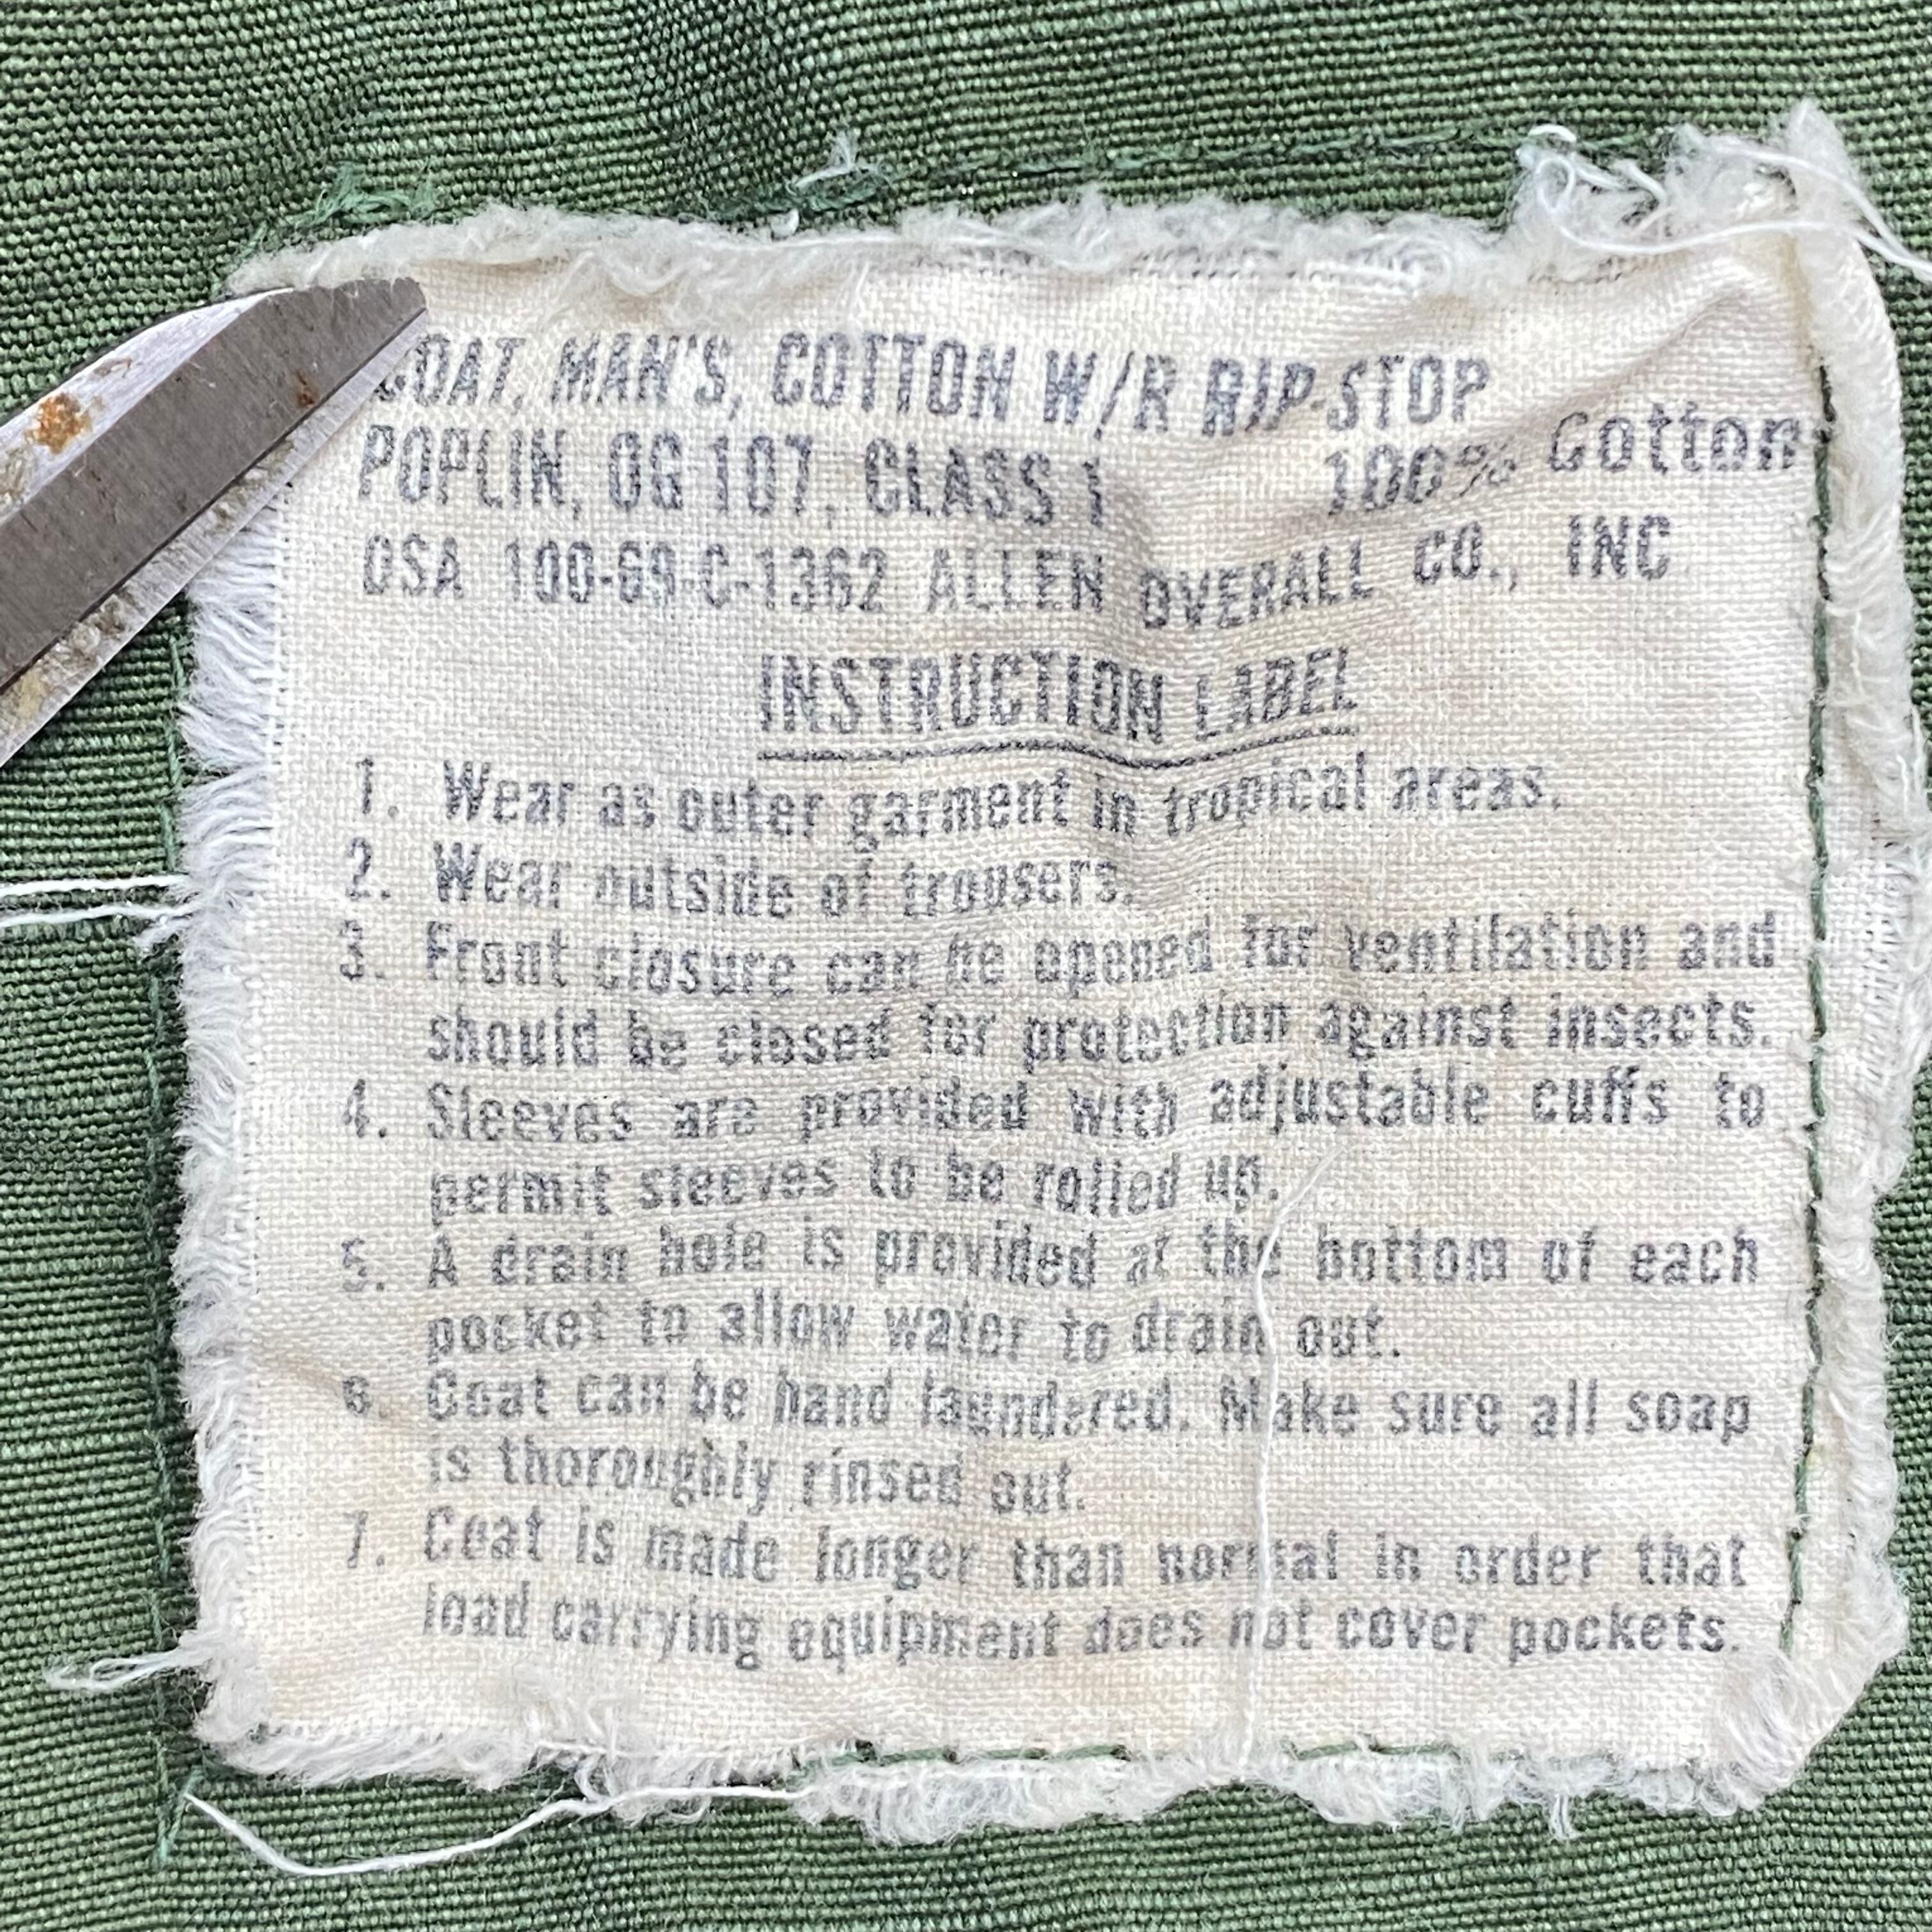 COAT, MAN'S, COTTON W/R RIP-STOP
POPLIN, OG 107, CLASS 1 100% Cotton
DSA 100-69-C-1362 ALLEN OVERALL CO., INC
INSTRUCTION LABEL
1. Wear as outer garment in tropical areas.
2. Wear outside of trousers.
3. Front closure can be opened for ventilation and
should be closed for protection against insects.
4. Sleeves are provided with adjustable cuffs to
permit sleeves to be rolled up.
5. A drain hole is provided at the bottom of each
pocket to allow water to drain out.
6. Coat can be hand laundered. Make sure all soap
is thoroughly rinsed out.
7. Coat is made longer than normal in order that
load carrying equipment does not cover pockets.